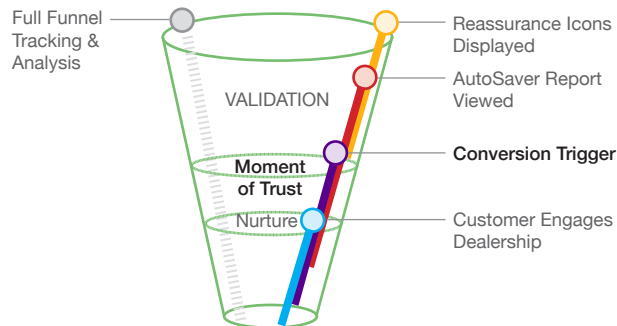 Full Funnel
Tracking &
Analysis
Reassurance Icons
Displayed
AutoSaver Report
Viewed
VALIDATION
Conversion Trigger
Moment
of Trust
Nurture
Customer Engages
Dealership